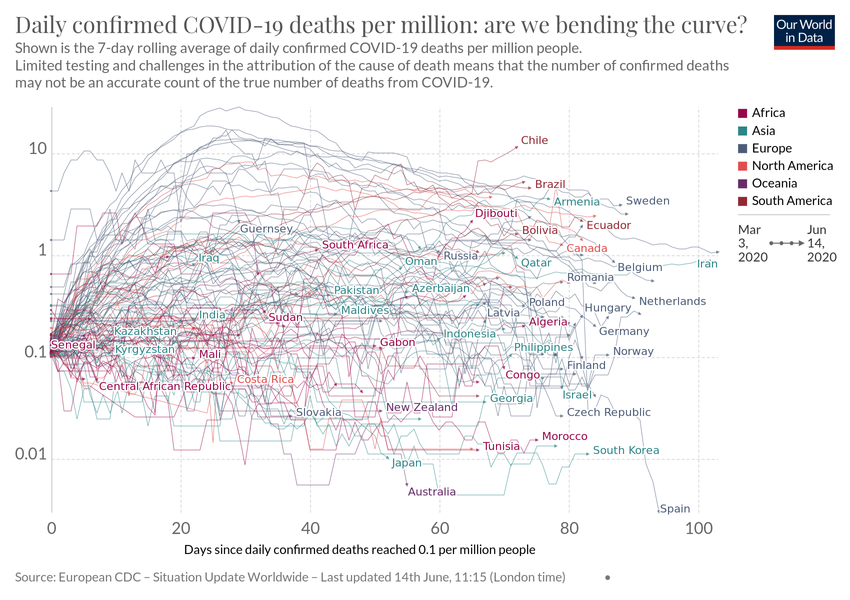 Daily confirmed COVID-19 deaths per million: are we bending the curve?
Our World
in Data
Shown is the 7-day rolling average of daily confirmed COVID-19 deaths per million people.
Limited testing and challenges in the attribution of the cause of death means that the number of confirmed deaths
may not be an accurate count of the true number of deaths from COVID-19.
Africa
Asia
Europe
North America
Oceania
South America
Mar
3,
2020
Jun
14,
2020
10
1
0.1
0.01
Chile
Brazil
Armenia
Sweden
Djibouti
Ecuador
Guernsey
Bolivia
South Africa
Canada
Iraq
Oman
Russia
Qatar
Belgium
Iran
Romania
Pakistan
Azerbaijan
Netherlands
Poland
Maldives
Latvia
Hungary
India
Sudan
Algeria
Kazakhstan
Indonesia
Germany
Senegal
Gabon
Kyrgyzstan
Mali
Philippines
Norway
Finland
Congo
Costa Rica
Central African Republic
Georgia
Israel
Slovakia
New Zealand
Czech Republic
Morocco
Tunisia
South Korea
Japan
Australia
Spain
0
20
40
60
80
100
Days since daily confirmed deaths reached 0.1 per million people
Source: European CDC – Situation Update Worldwide – Last updated 14th June, 11:15 (London time)